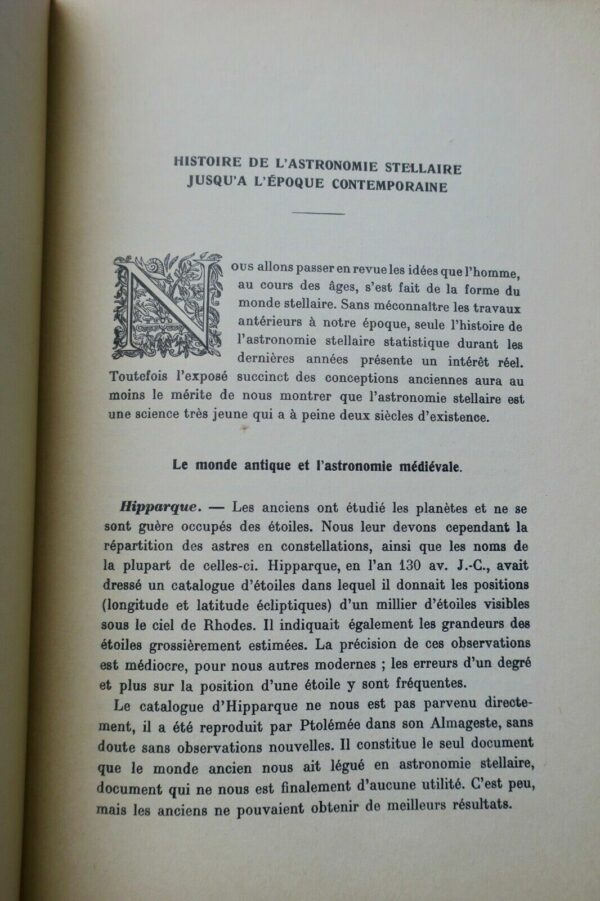 HISTOIRE DE L'ASTRONOMIE STELLAIRE
JUSQU'A L'ÉPOQUE CONTEMPORAINE
NOUS allons passer en revue les idées que l'homme,
au cours des âges, s'est fait de la forme du
monde stellaire. Sans méconnaître les travaux
antérieurs à notre époque, seule l'histoire de
l'astronomie stellaire statistique durant les
dernières années présente un intérêt réel.
Toutefois l'exposé succinct des conceptions anciennes aura au
moins le mérite de nous montrer que l'astronomie stellaire est
une science très jeune qui a à peine deux siècles d'existence.
Le monde antique et l'astronomie médiévale.
Hipparque. — Les anciens ont étudié les planètes et ne se
sont guère occupés des étoiles. Nous leur devons cependant la
répartition des astres en constellations, ainsi que les noms de
la plupart de celles-ci. Hipparque, en l'an 130 av. J.-C., avait
dressé un catalogue d'étoiles dans lequel il donnait les positions
(longitude et latitude écliptiques) d'un millier d'étoiles visibles
sous le ciel de Rhodes. Il indiquait également les grandeurs des
étoiles grossièrement estimées. La précision de ces observations
est médiocre, pour nous autres modernes ; les erreurs d'un degré
et plus sur la position d'une étoile y sont fréquentes.
Le catalogue d'Hipparque ne nous est pas parvenu directe-
ment, il a été reproduit par Ptolémée dans son Almageste, sans
doute sans observations nouvelles. Il constitue le seul document
que le monde ancien nous ait légué en astronomie stellaire,
document qui ne nous est finalement d'aucune utilité. C'est peu,
mais les anciens ne pouvaient obtenir de meilleurs résultats.